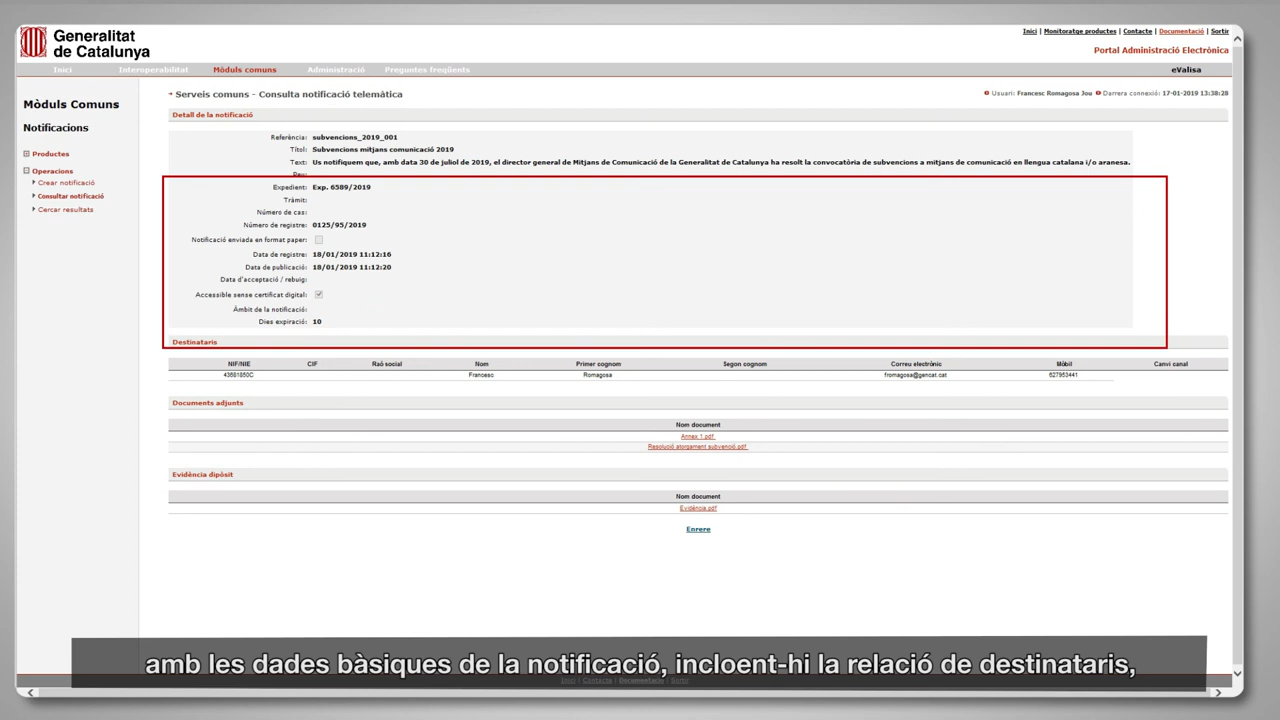 Generalitat
de Catalunya
Inici | Monitoratge productes | Contacte | Documentació | Sortir
Portal Administració Electrònica
Inici Interoperabilitat Mòduls comuns Administració Preguntes freqüents eValisa
Mòduls Comuns
Notificacions
Productes
Operacions
Crear notificació
Consultar notificació
Cercar resultats
Serveis comuns - Consulta notificació telemàtica
Usuari: Francesc Romagosa Jou Darrera connexió: 17-01-2019 13:38:28
Detall de la notificació
Referència: subvencions_2019_001
Títol: Subvencions mitjans comunicació 2019
Text: Us notifiquem que, amb data 30 de juliol de 2019, el director general de Mitjans de Comunicació de la Generalitat de Catalunya ha resolt la convocatòria de subvencions a mitjans de comunicació en llengua catalana i/o aranesa.
Peu:
Expedient: Exp. 6589/2019
Tràmit:
Número de cas:
Número de registre: 0125/95/2019
Notificació enviada en format paper:
Data de registre: 18/01/2019 11:12:16
Data de publicació: 18/01/2019 11:12:20
Data d'acceptació / rebuig:
Accessible sense certificat digital:
Àmbit de la notificació:
Dies expiració: 10
Destinataris
NIF/NIE CIF Raó social Nom Primer cognom Segon cognom Correu electrònic Mòbil Canvi canal
43681850C Francesc Romagosa fromagosa@gencat.cat 627953441
Documents adjunts
Nom document
Annex 1.pdf
Resolució atorgament subvenció.pdf
Evidència dipòsit
Nom document
Evidència.pdf
Enrere
amb les dades bàsiques de la notificació, incloent-hi la relació de destinataris,
Inici | Contacte | Documentació | Sortir